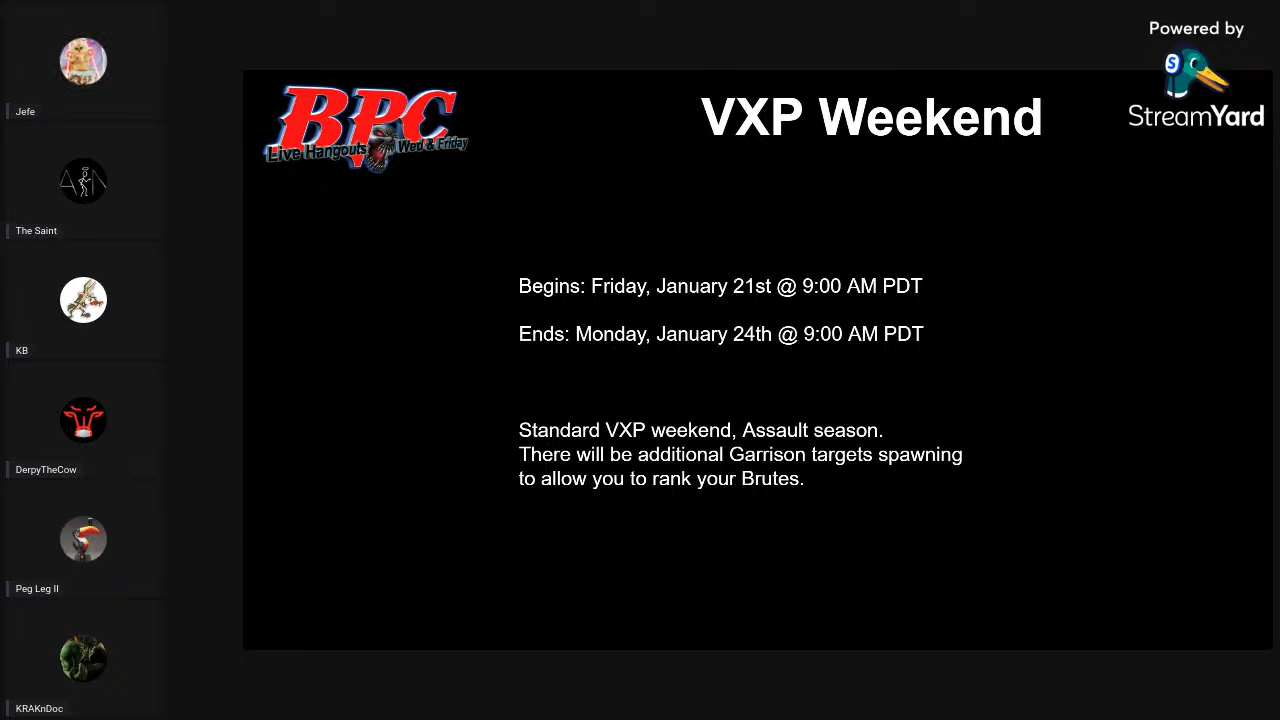 Powered by
S
StreamYard
BPC
Live Hangouts Wed & Friday
VXP Weekend
Jefe
The Saint
KB
DerpyTheCow
Peg Leg II
KRAKnDoc
Begins: Friday, January 21st @ 9:00 AM PDT
Ends: Monday, January 24th @ 9:00 AM PDT
Standard VXP weekend, Assault season.
There will be additional Garrison targets spawning
to allow you to rank your Brutes.